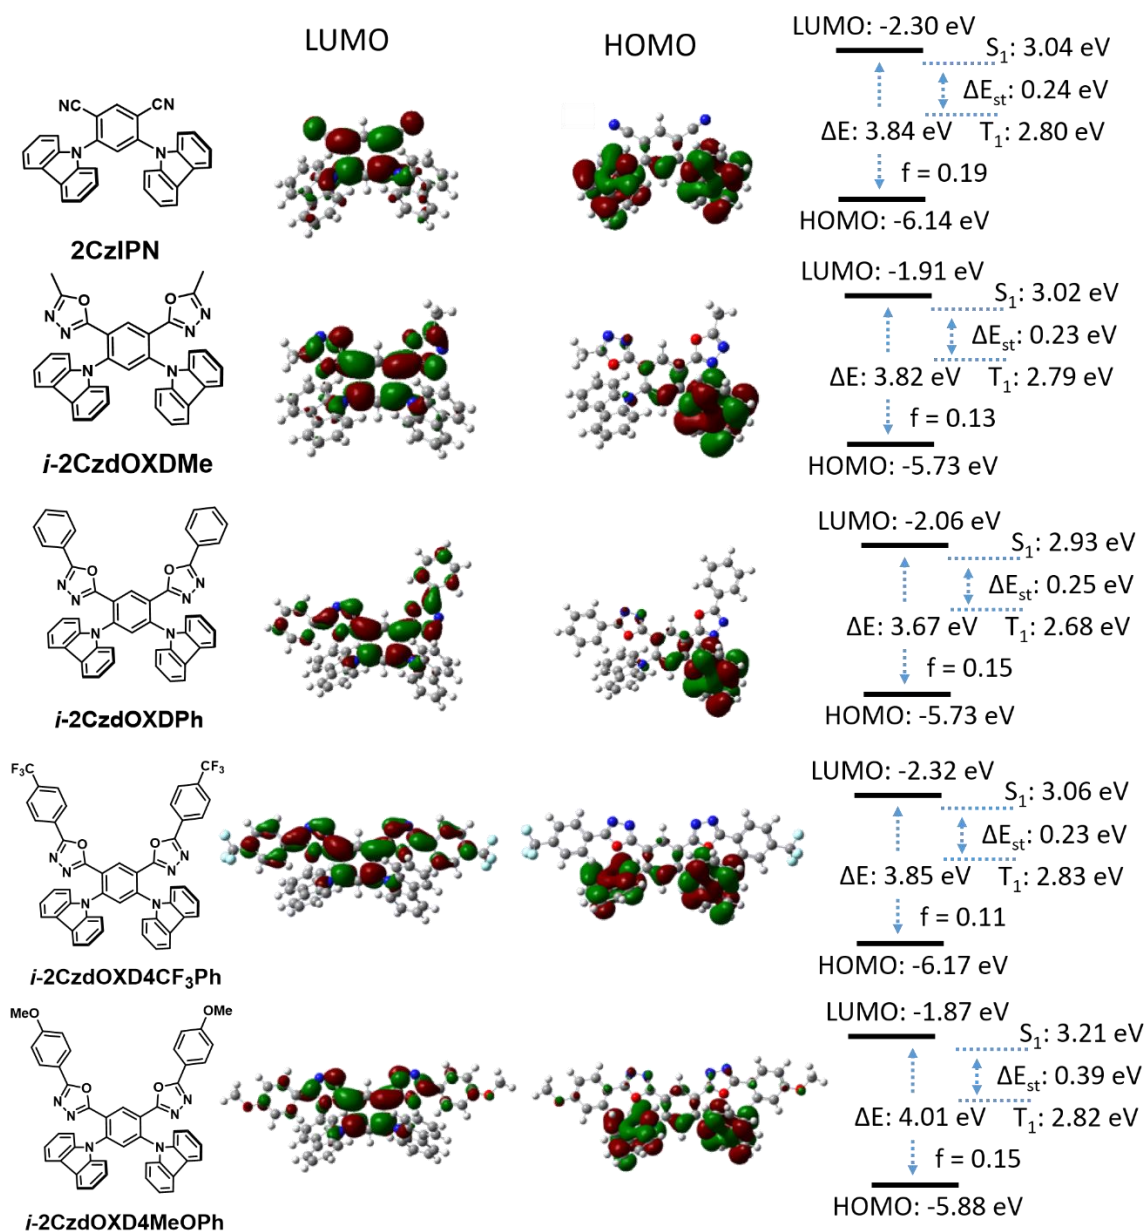 LUMO
HOMO
NC
CN
N
N
2CzIPN
LUMO: -2.30 eV
S1: 3.04 eV
ΔEst: 0.24 eV
ΔE: 3.84 eV
T1: 2.80 eV
f = 0.19
HOMO: -6.14 eV
O
O
N-N
N-N
N
N
i-2CzdOXDMe
LUMO: -1.91 eV
S1: 3.02 eV
ΔEst: 0.23 eV
ΔE: 3.82 eV
T1: 2.79 eV
f = 0.13
HOMO: -5.73 eV
O
O
N-N
N-N
N
N
i-2CzdOXDPh
LUMO: -2.06 eV
S1: 2.93 eV
ΔEst: 0.25 eV
ΔE: 3.67 eV
T1: 2.68 eV
f = 0.15
HOMO: -5.73 eV
F3C
CF3
O
O
N-N
N-N
N
N
i-2CzdOXD4CF3Ph
LUMO: -2.32 eV
S1: 3.06 eV
ΔEst: 0.23 eV
ΔE: 3.85 eV
T1: 2.83 eV
f = 0.11
HOMO: -6.17 eV
MeO
OMe
O
O
N-N
N-N
N
N
i-2CzdOXD4MeOPh
LUMO: -1.87 eV
S1: 3.21 eV
ΔEst: 0.39 eV
ΔE: 4.01 eV
T1: 2.82 eV
f = 0.15
HOMO: -5.88 eV